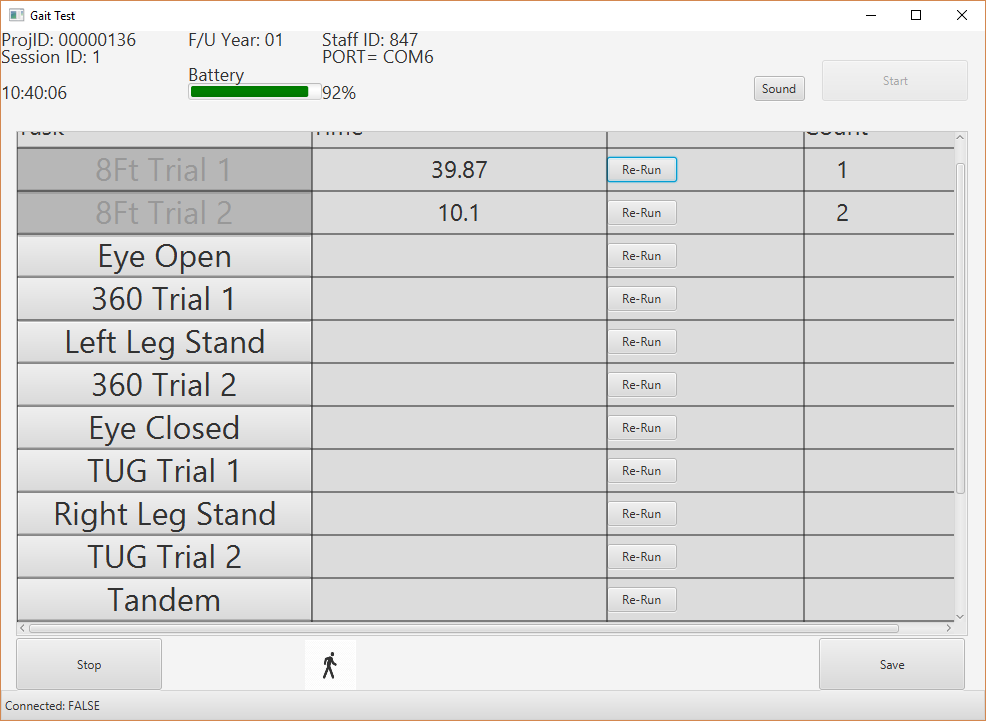 Gait Test
ProjID: 00000136 F/U Year: 01 Staff ID: 847
Session ID: 1 PORT= COM6
Battery
10:40:06 92%
Sound
Start
Task Time Count
8Ft Trial 1 39.87 Re-Run 1
8Ft Trial 2 10.1 Re-Run 2
Eye Open Re-Run
360 Trial 1 Re-Run
Left Leg Stand Re-Run
360 Trial 2 Re-Run
Eye Closed Re-Run
TUG Trial 1 Re-Run
Right Leg Stand Re-Run
TUG Trial 2 Re-Run
Tandem Re-Run
Stop Save
Connected: FALSE